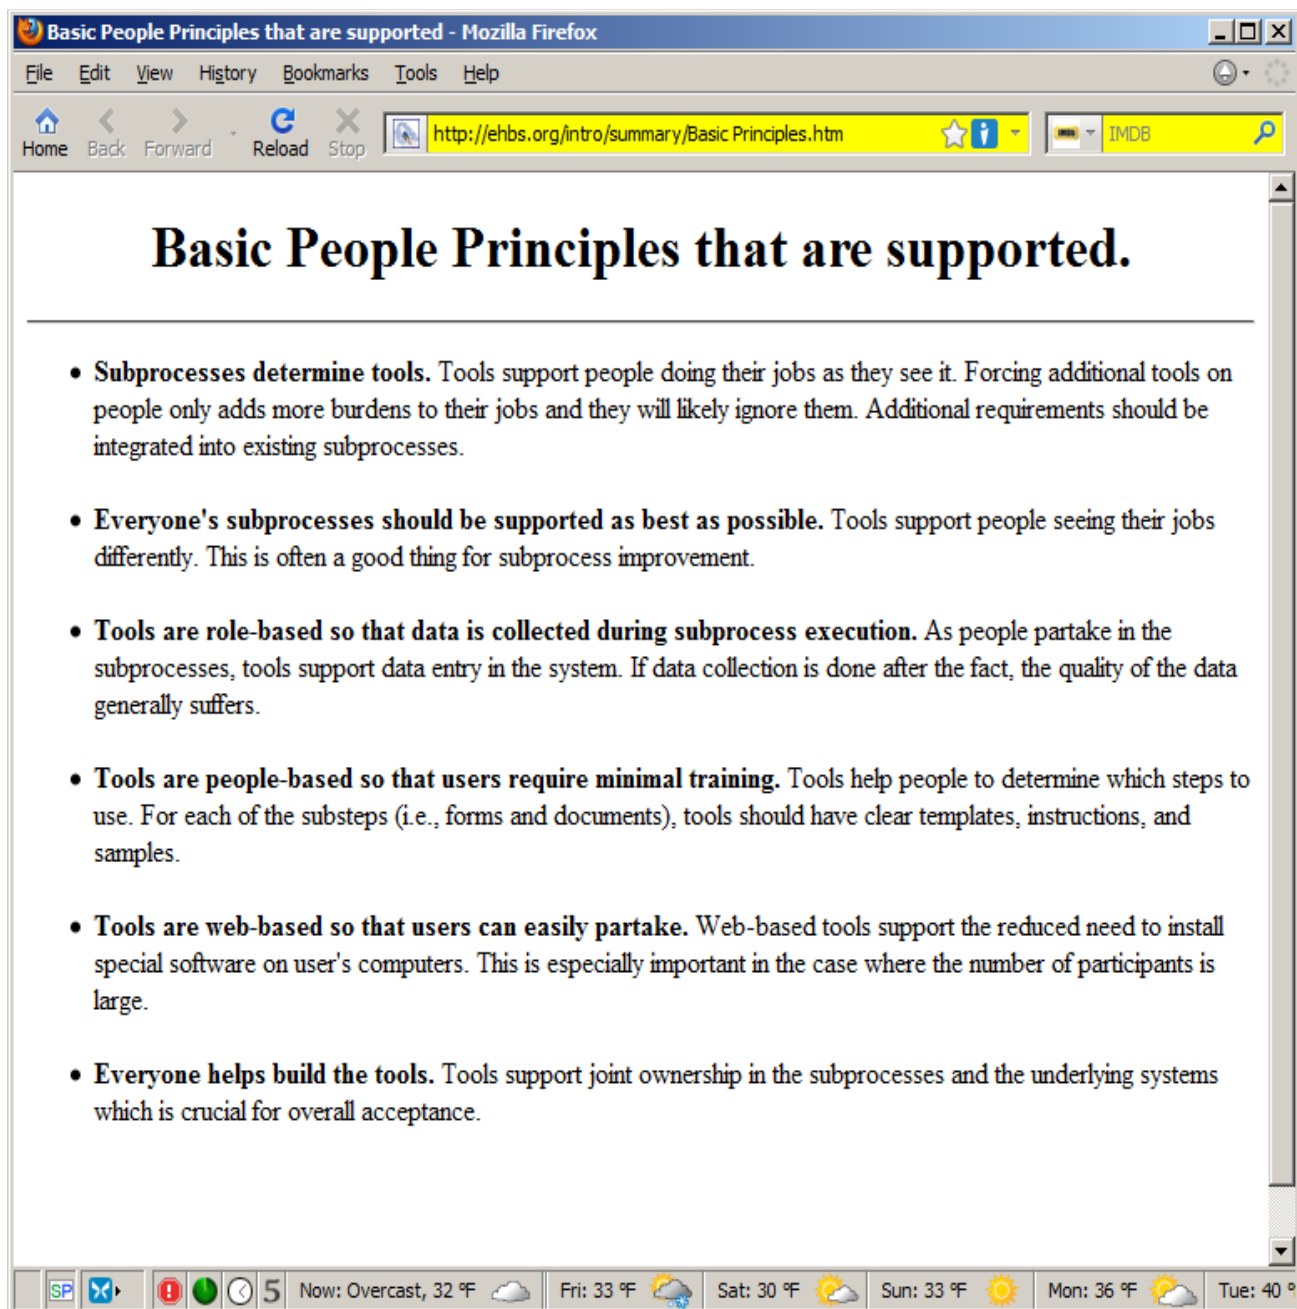 Basic People Principles that are supported - Mozilla Firefox
File Edit View History Bookmarks Tools Help
Home Back Forward Reload Stop http://ehbs.org/intro/summary/Basic Principles.htm IMDB
Basic People Principles that are supported.
• Subprocesses determine tools. Tools support people doing their jobs as they see it. Forcing additional tools on
people only adds more burdens to their jobs and they will likely ignore them. Additional requirements should be
integrated into existing subprocesses.
• Everyone's subprocesses should be supported as best as possible. Tools support people seeing their jobs
differently. This is often a good thing for subprocess improvement.
• Tools are role-based so that data is collected during subprocess execution. As people partake in the
subprocesses, tools support data entry in the system. If data collection is done after the fact, the quality of the data
generally suffers.
• Tools are people-based so that users require minimal training. Tools help people to determine which steps to
use. For each of the substeps (i.e., forms and documents), tools should have clear templates, instructions, and
samples.
• Tools are web-based so that users can easily partake. Web-based tools support the reduced need to install
special software on user's computers. This is especially important in the case where the number of participants is
large.
• Everyone helps build the tools. Tools support joint ownership in the subprocesses and the underlying systems
which is crucial for overall acceptance.
SP 5 Now: Overcast, 32 ºF Fri: 33 ºF Sat: 30 ºF Sun: 33 ºF Mon: 36 ºF Tue: 40 º